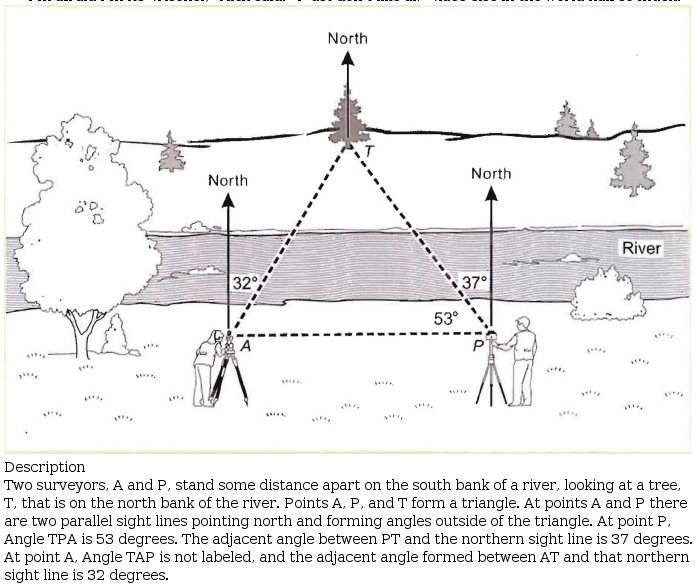 North
T
North
North
River
32°
37°
53°
A
P
Description
Two surveyors, A and P, stand some distance apart on the south bank of a river, looking at a tree,
T, that is on the north bank of the river. Points A, P, and T form a triangle. At points A and P there
are two parallel sight lines pointing north and forming angles outside of the triangle. At point P,
Angle TPA is 53 degrees. The adjacent angle between PT and the northern sight line is 37 degrees.
At point A, Angle TAP is not labeled, and the adjacent angle formed between AT and that northern
sight line is 32 degrees.